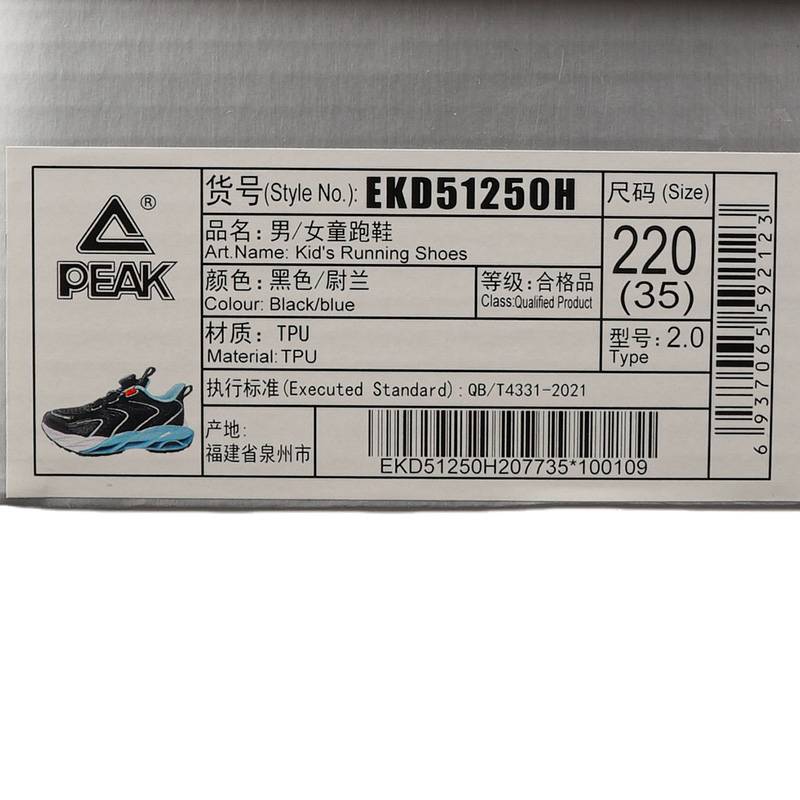 PEAK®
货号(Style No.): EKD51250H
尺码 (Size)
品名: 男/女童跑鞋
Art.Name: Kid's Running Shoes
220
(35)
颜色: 黑色/尉兰
Colour: Black/blue
等级: 合格品
Class:Qualified Product
材质: TPU
Material: TPU
型号: 2.0
Type
执行标准(Executed Standard): QB/T4331-2021
产地:
福建省泉州市
EKD51250H207735*100109
6937065592123